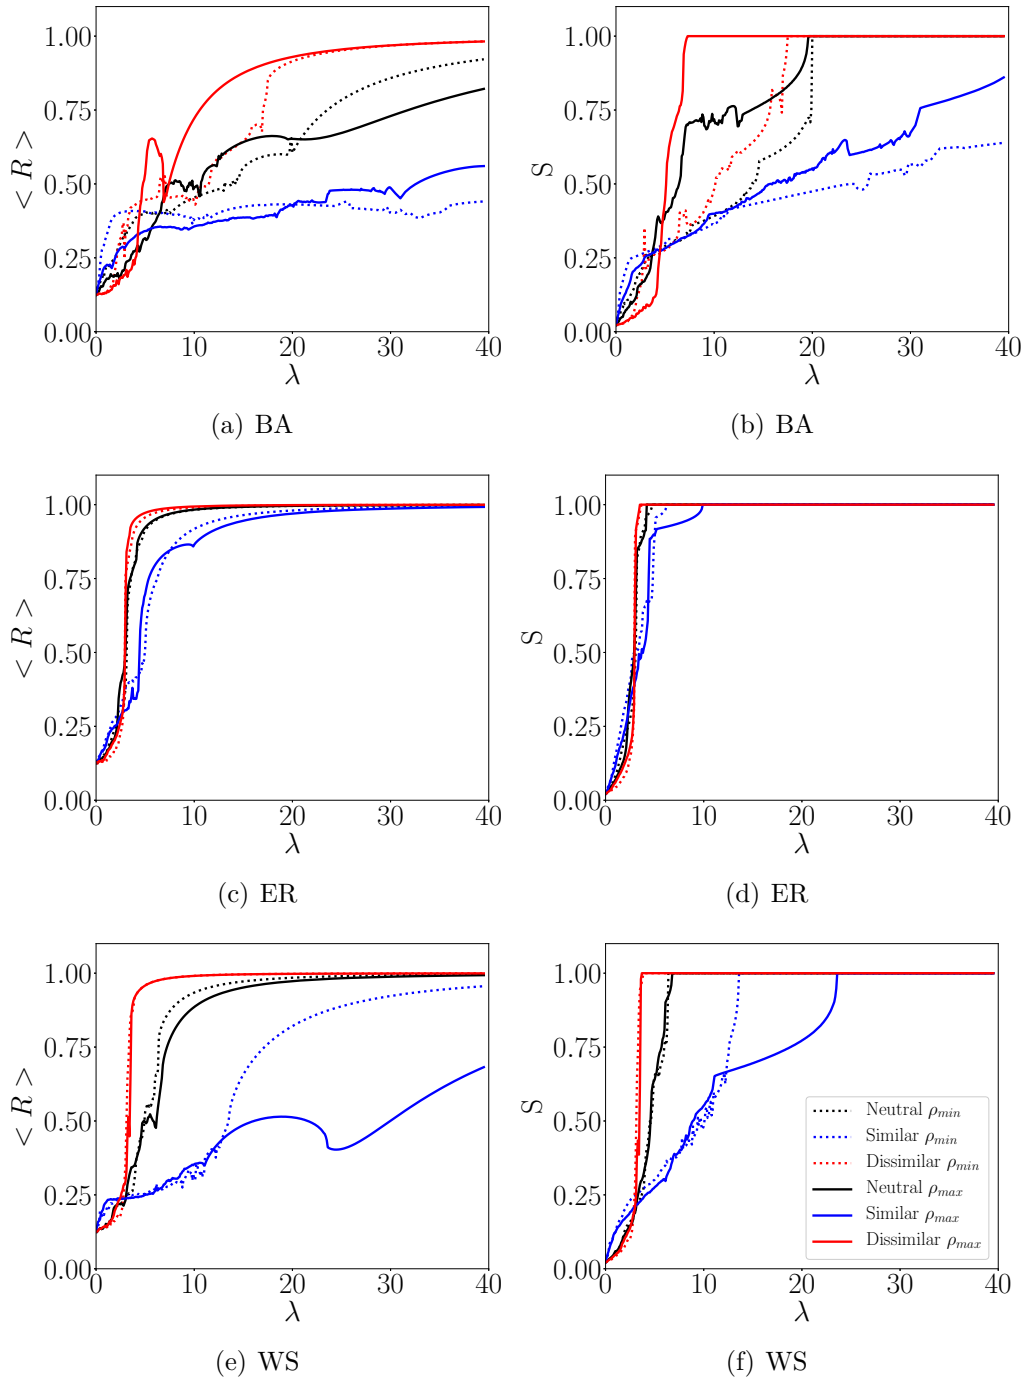 1.00
0.75
0.50
0.25
0.00
< R >
0 10 20 30 40
λ
(a) BA
1.00
0.75
0.50
0.25
0.00
S
0 10 20 30 40
λ
(b) BA
1.00
0.75
0.50
0.25
0.00
< R >
0 10 20 30 40
λ
(c) ER
1.00
0.75
0.50
0.25
0.00
S
0 10 20 30 40
λ
(d) ER
1.00
0.75
0.50
0.25
0.00
< R >
0 10 20 30 40
λ
(e) WS
1.00
0.75
0.50
0.25
0.00
S
Neutral ρmin
Similar ρmin
Dissimilar ρmin
Neutral ρmax
Similar ρmax
Dissimilar ρmax
0 10 20 30 40
λ
(f) WS